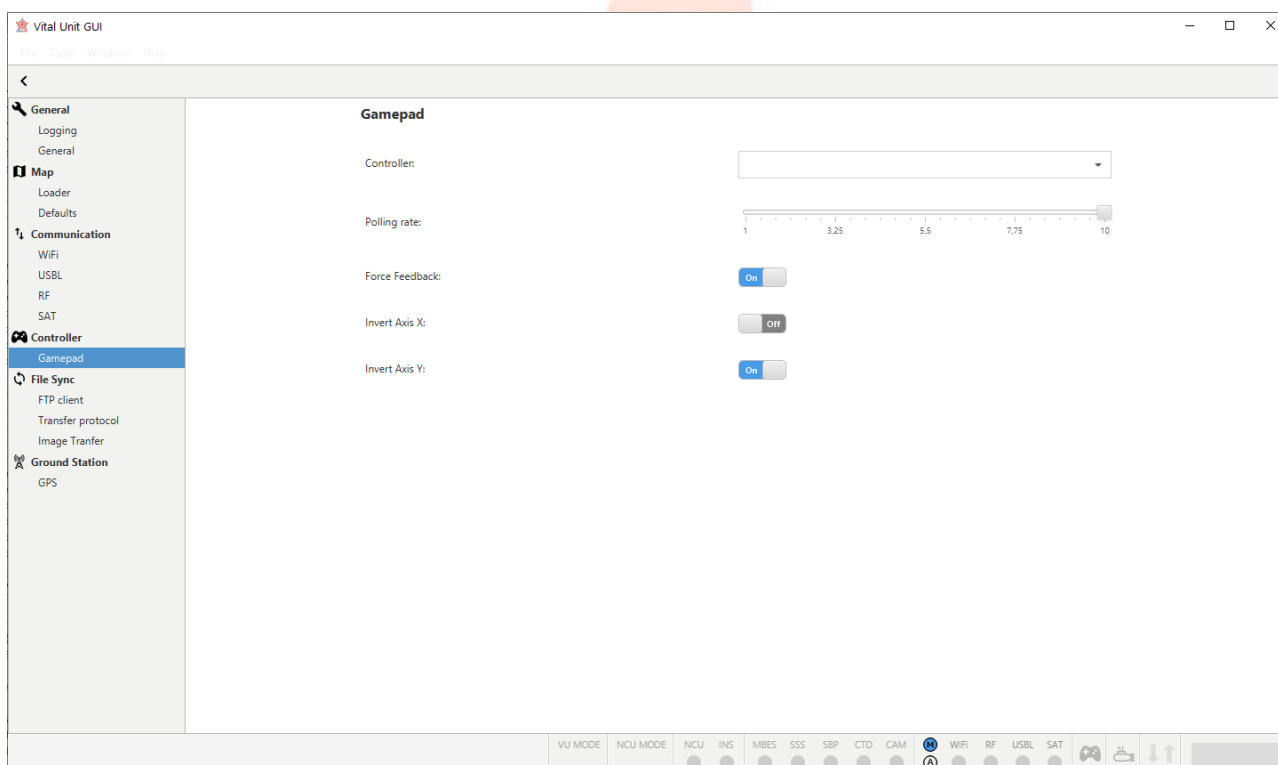 Vital Unit GUI
File Tools Windows Help
General
Logging
General
Map
Loader
Defaults
Communication
WiFi
USBL
RF
SAT
Controller
Gamepad
File Sync
FTP client
Transfer protocol
Image Tranfer
Ground Station
GPS
Gamepad
Controller:
Polling rate:
1 3,25 5,5 7,75 10
Force Feedback:
On
Invert Axis X:
Off
Invert Axis Y:
On
VU MODE NCU MODE NCU INS MBES SSS SBP CTD CAM M WiFi RF USBL SAT
A